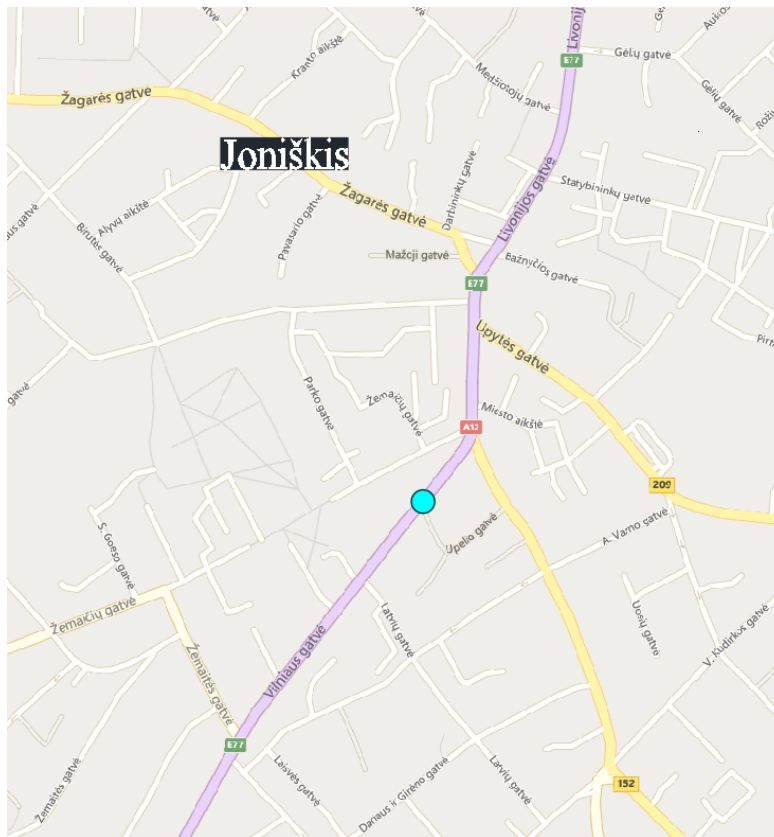 Livonijos
Gėlių gatvė
E77
Kranto aikštė
Medžiotojų gatvė
Gėlių gatvė
Žagarės gatvė
Joniškis
Žagarės gatvė
Darbininkų gatvė
Statybininkų gatvė
Livonijos gatvė
Alyvų aikštė
Birutės gatvė
Pavasario gatvė
Mažoji gatvė
Bažnyčios gatvė
E77
Upytės gatvė
Parko gatvė
Žemaičių gatvė
Miesto aikštė
A12
209
S. Goeso gatvė
Upelio gatvė
A. Varno satvė
Žemaičių gatvė
Latvių gatvė
Uosių gatvė
V. Kudirkos gatvė
Žemaitės gatvė
Vilniaus gatvė
E77
Laisvės gatvė
Žemaitės gatvė
Dariaus ir Girėno gatvė
Latvių gatvė
152